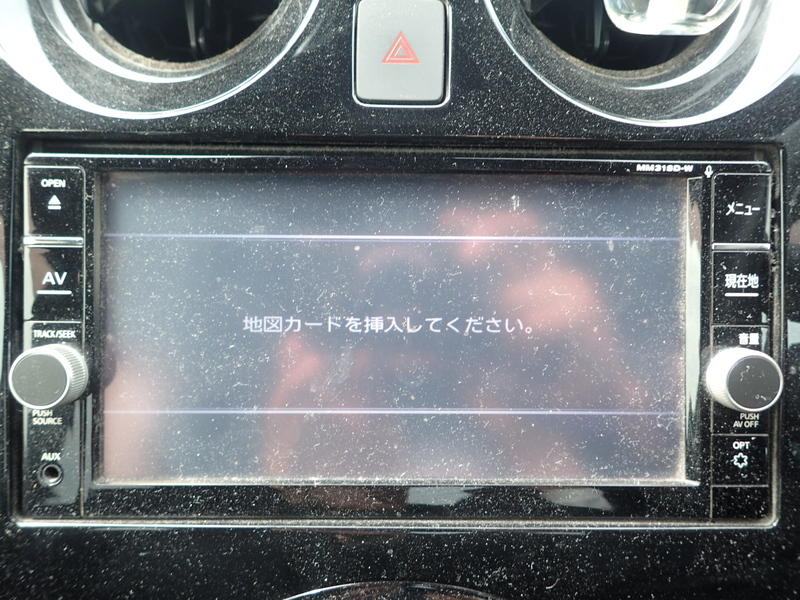 MM316D-W
OPEN
メニュー
AV
現在地
地図カードを挿入してください。
TRACK/SEEK
音量
PUSH
SOURCE
PUSH
AV OFF
AUX
OPT